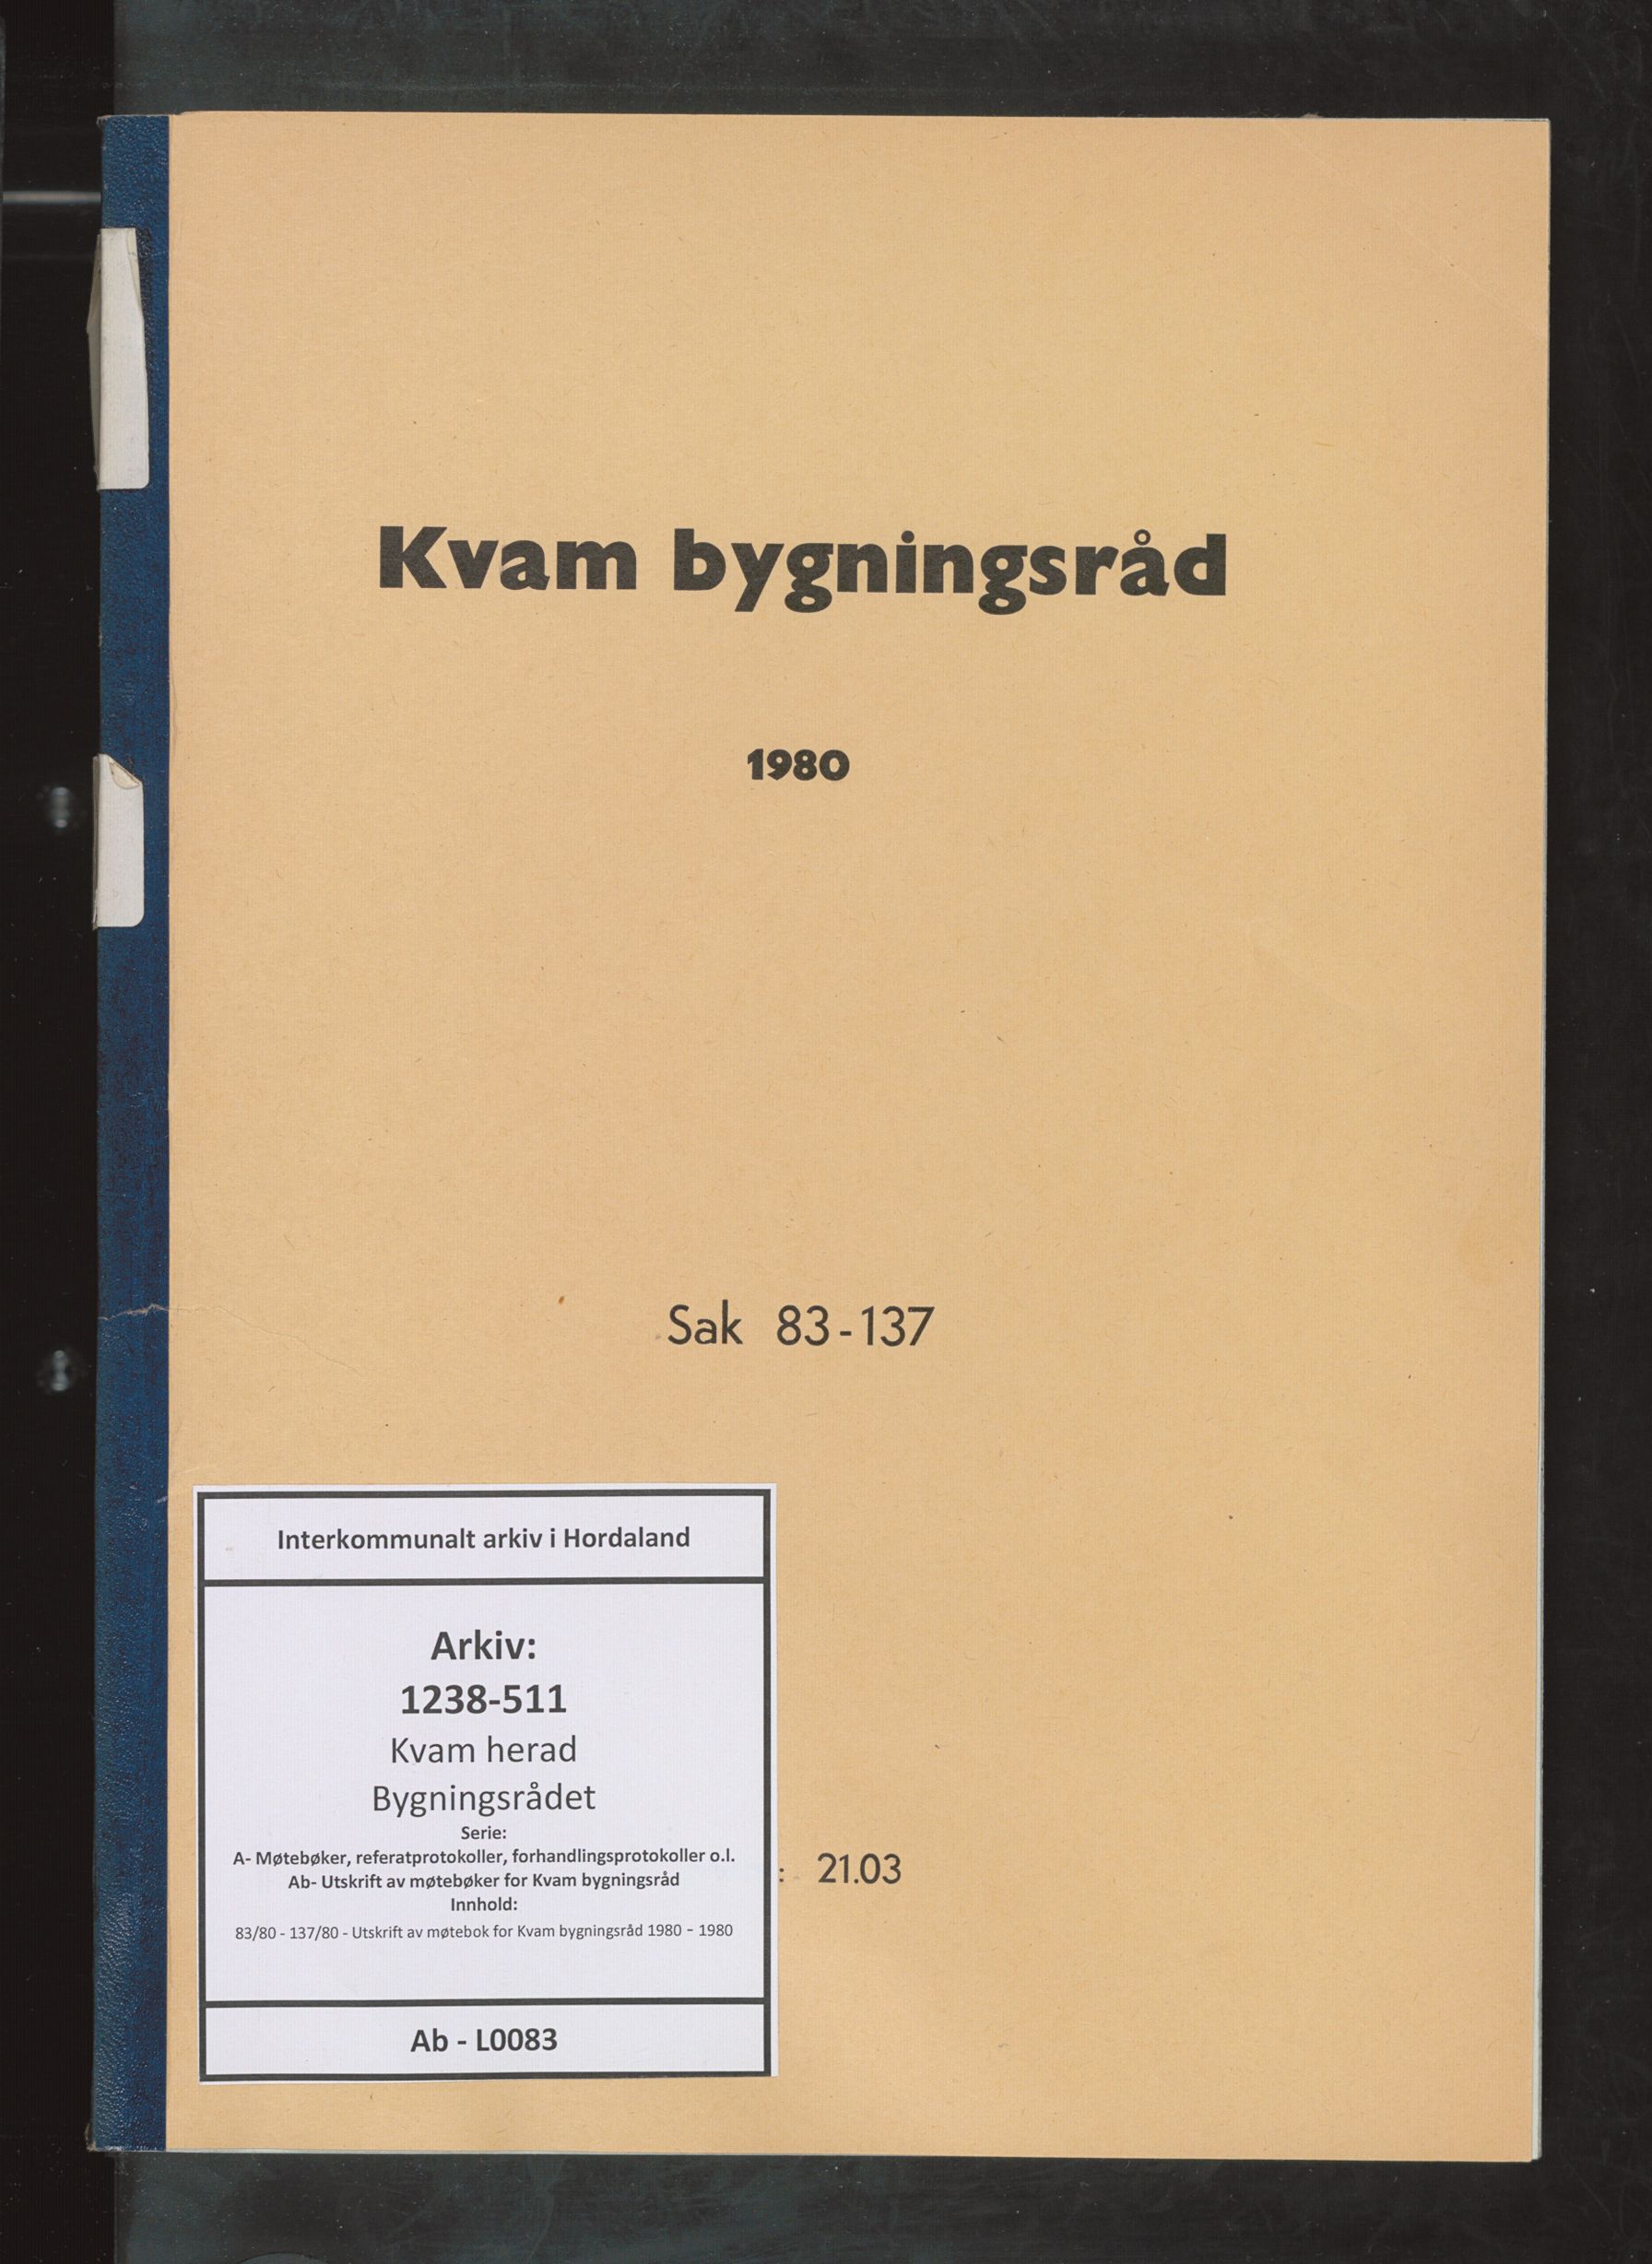 Kvam bygningsråd
1980
Sak 83-137
: 21.03
Interkommunalt arkiv i Hordaland
Arkiv:
1238-511
Kvam herad
Bygningsrådet
Serie:
A- Møtebøker, referatprotokoller, forhandlingsprotokoller o.l.
Ab- Utskrift av møtebøker for Kvam bygningsråd
Innhold:
83/80 - 137/80 - Utskrift av møtebok for Kvam bygningsråd 1980 - 1980
Ab - L0083